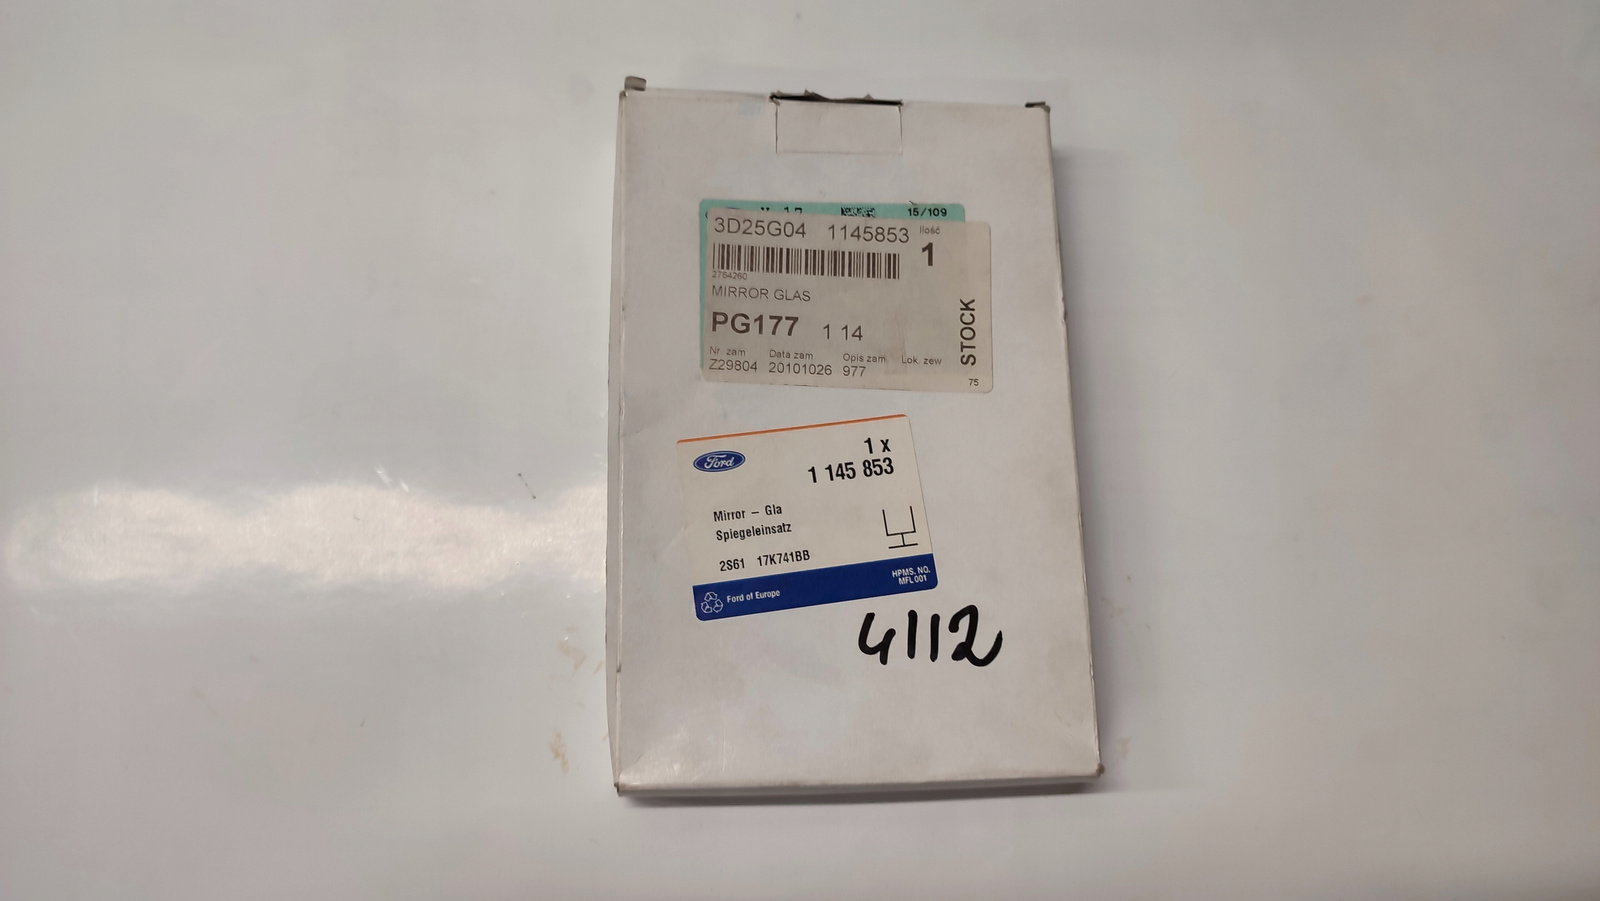 15/109
3D25G04 1145853 Ilość
1
2764260
MIRROR GLAS
PG177 1 14
STOCK
Nr. zam Data zam Opis zam Lok. zew
Z29804 20101026 977
75
Ford
1 x
1 145 853
Mirror – Gla
Spiegeleinsatz
2S61 17K741BB
Ford of Europe
HPMS. NO.
MFL001
4112